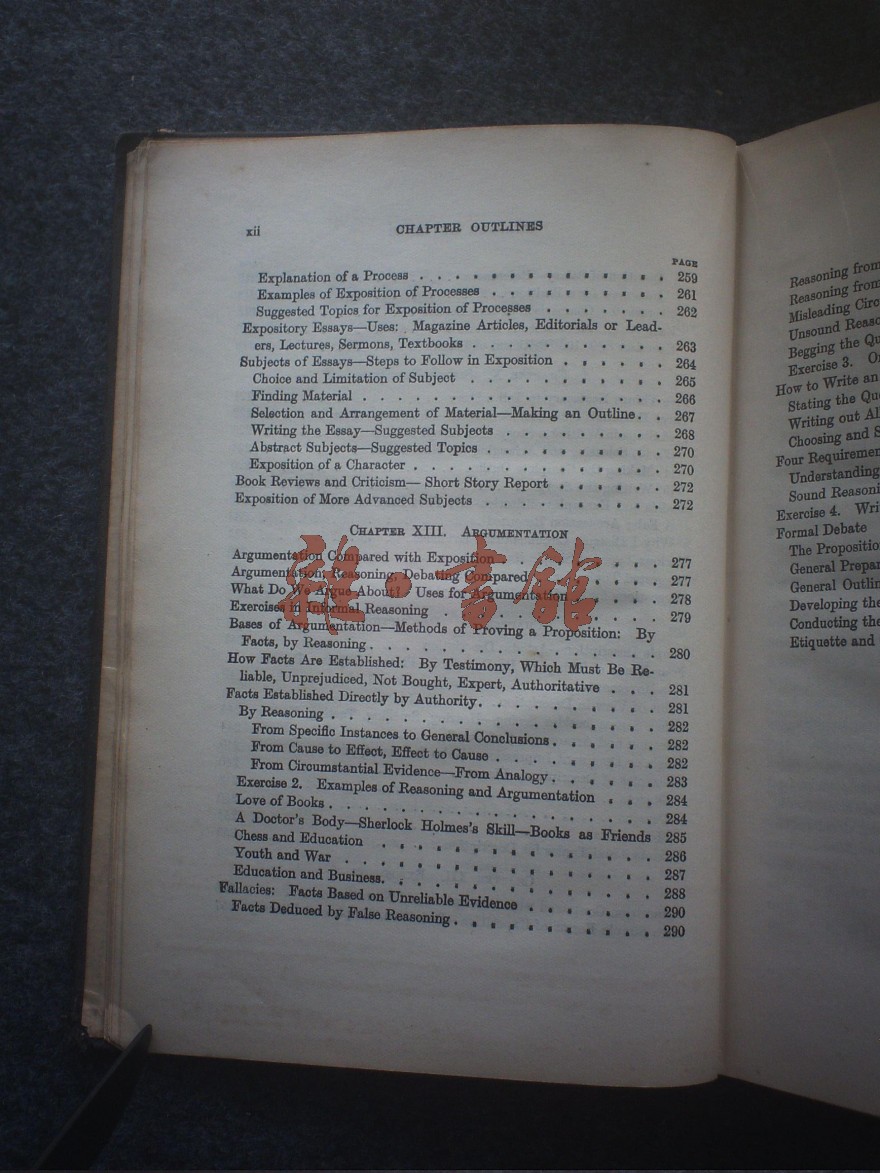 xii
CHAPTER OUTLINES
PAGE
Explanation of a Process . . . . . . . . . . . . . . 259
Examples of Exposition of Processes . . . . . . . . . . 261
Suggested Topics for Exposition of Processes . . . . . . . 262
Expository Essays—Uses: Magazine Articles, Editorials or Lead-
ers, Lectures, Sermons, Textbooks . . . . . . . . . . . 263
Subjects of Essays—Steps to Follow in Exposition . . . . . . 264
Choice and Limitation of Subject . . . . . . . . . . . 265
Finding Material . . . . . . . . . . . . . . . . . 266
Selection and Arrangement of Material—Making an Outline. . 267
Writing the Essay—Suggested Subjects . . . . . . . . . 268
Abstract Subjects—Suggested Topics . . . . . . . . . . 270
Exposition of a Character . . . . . . . . . . . . . . 270
Book Reviews and Criticism— Short Story Report . . . . . . 272
Exposition of More Advanced Subjects . . . . . . . . . . 272
CHAPTER XIII. ARGUMENTATION
Argumentation Compared with Exposition . . . . . . . . 277
Argumentation, Reasoning, Debating Compared . . . . . . . 277
What Do We Argue About? Uses for Argumentation . . . . . 278
Exercises in Informal Reasoning . . . . . . . . . . . . 279
Bases of Argumentation—Methods of Proving a Proposition: By
Facts, by Reasoning . . . . . . . . . . . . . . . . 280
How Facts Are Established: By Testimony, Which Must Be Re-
liable, Unprejudiced, Not Bought, Expert, Authoritative . . . 281
Facts Established Directly by Authority. . . . . . . . . . 281
By Reasoning . . . . . . . . . . . . . . . . . . 282
From Specific Instances to General Conclusions . . . . . . 282
From Cause to Effect, Effect to Cause . . . . . . . . . 282
From Circumstantial Evidence—From Analogy . . . . . . 283
Exercise 2. Examples of Reasoning and Argumentation . . . 284
Love of Books . . . . . . . . . . . . . . . . . . 284
A Doctor's Body—Sherlock Holmes's Skill—Books as Friends 285
Chess and Education . . . . . . . . . . . . . . . 286
Youth and War . . . . . . . . . . . . . . . . . 287
Education and Business. . . . . . . . . . . . . . . 288
Fallacies: Facts Based on Unreliable Evidence . . . . . . . 290
Facts Deduced by False Reasoning . . . . . . . . . . . 290
書館
Reasoning from
Reasoning from
Misleading Circ
Unsound Reaso
Begging the Qu
Exercise 3. O
How to Write an
Stating the Que
Writing out Al
Choosing and S
Four Requiremen
Understanding
Sound Reasoni
Exercise 4. Wri
Formal Debate
The Propositio
General Prepar
General Outlin
Developing the
Conducting the
Etiquette and